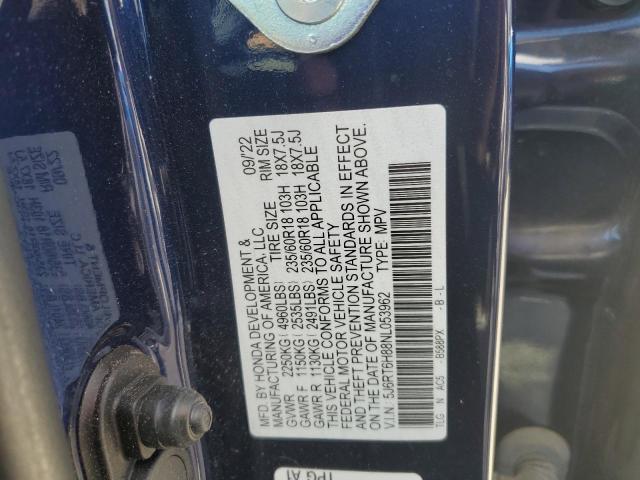 MFD. BY HONDA DEVELOPMENT &
MANUFACTURING OF AMERICA, LLC 09/'22
GVWR 2250KG (4960LBS) TIRE SIZE RIM SIZE
GAWR F 1150KG (2535LBS) 235/60R18 103H 18X7.5J
GAWR R 1130KG (2491LBS) 235/60R18 103H 18X7.5J
THIS VEHICLE CONFORMS TO ALL APPLICABLE
FEDERAL MOTOR VEHICLE SAFETY
AND THEFT PREVENTION STANDARDS IN EFFECT
ON THE DATE OF MANUFACTURE SHOWN ABOVE.
V.I.N. 5J6RT6H88NL053962 TYPE: MPV
TLG N AC5 -B588PX -B-L